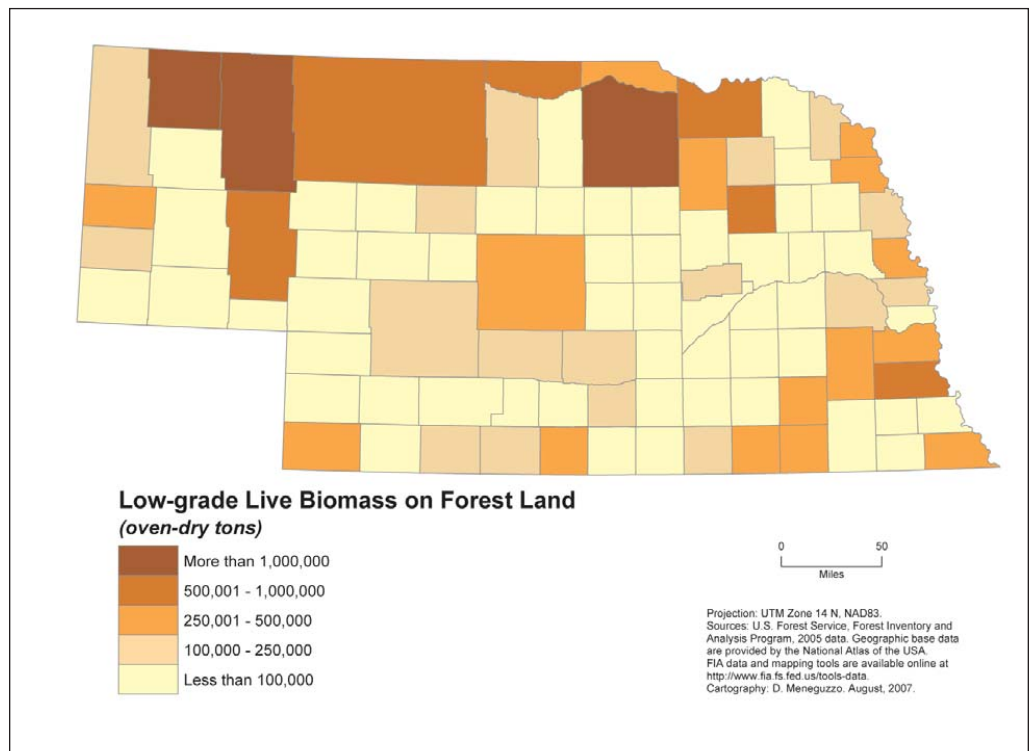 Low-grade Live Biomass on Forest Land
(oven-dry tons)
More than 1,000,000
500,001 - 1,000,000
250,001 - 500,000
100,000 - 250,000
Less than 100,000
0 50
Miles
Projection: UTM Zone 14 N, NAD83.
Sources: U.S. Forest Service, Forest Inventory and
Analysis Program, 2005 data. Geographic base data
are provided by the National Atlas of the USA.
FIA data and mapping tools are available online at
http://www.fia.fs.fed.us/tools-data.
Cartography: D. Meneguzzo. August, 2007.